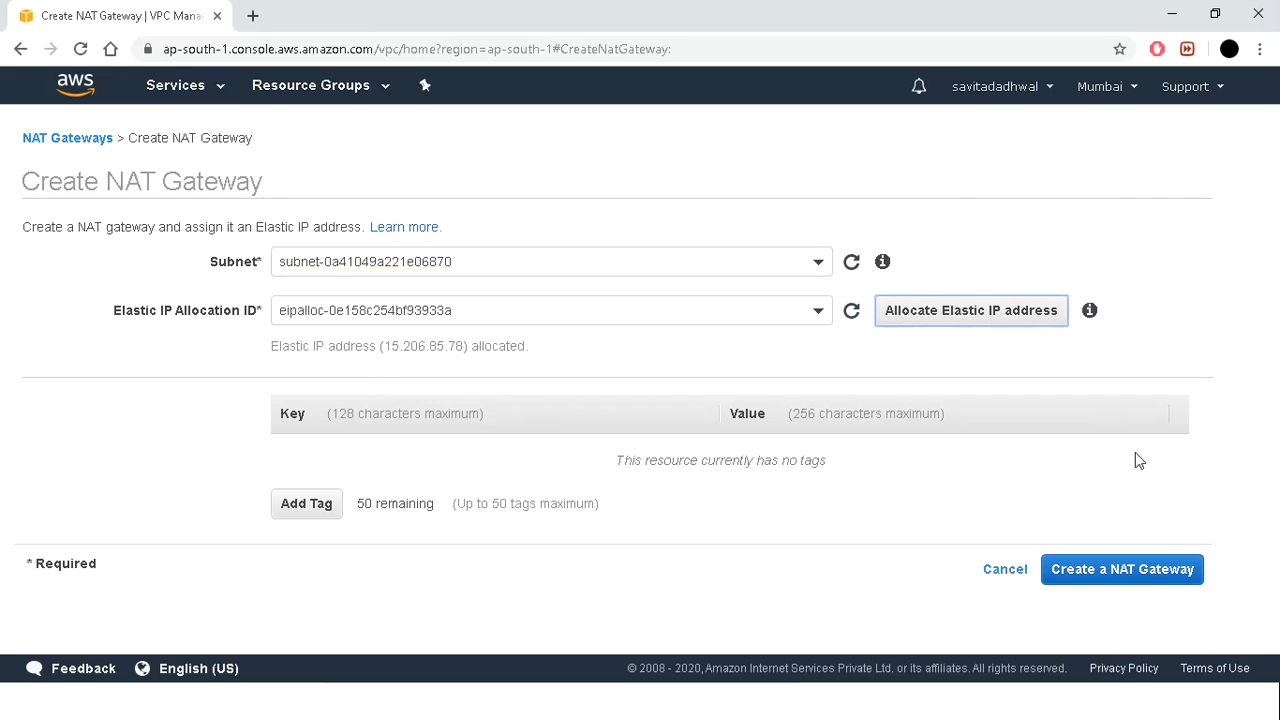 Create NAT Gateway | VPC Mana
ap-south-1.console.aws.amazon.com/vpc/home?region=ap-south-1#CreateNatGateway:
aws Services Resource Groups savitadadhwal Mumbai Support
NAT Gateways > Create NAT Gateway
Create NAT Gateway
Create a NAT gateway and assign it an Elastic IP address. Learn more.
Subnet* subnet-0a41049a221e06870
Elastic IP Allocation ID* eipalloc-0e158c254bf93933a Allocate Elastic IP address
Elastic IP address (15.206.85.78) allocated.
Key (128 characters maximum) Value (256 characters maximum)
This resource currently has no tags
Add Tag 50 remaining (Up to 50 tags maximum)
* Required
Cancel Create a NAT Gateway
Feedback English (US) © 2008 - 2020, Amazon Internet Services Private Ltd. or its affiliates. All rights reserved. Privacy Policy Terms of Use